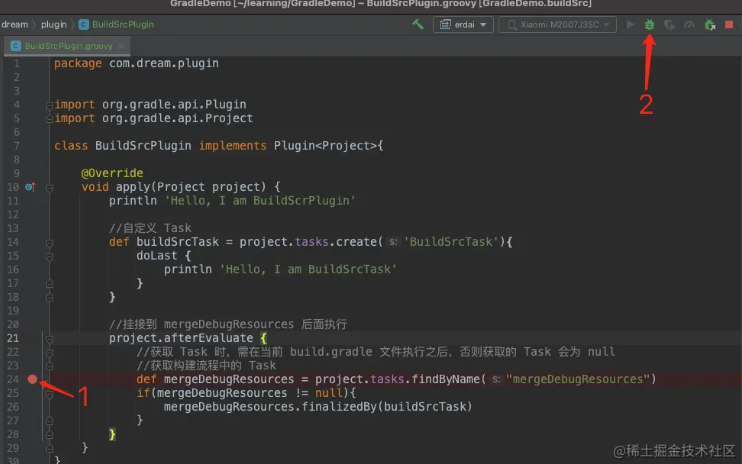 GradleDemo [~/learning/GradleDemo] – BuildSrcPlugin.groovy [GradleDemo.buildSrc]
dream plugin BuildSrcPlugin erdai Xiaomi M2007J3SC
BuildSrcPlugin.groovy
1 package com.dream.plugin
2
3
4 import org.gradle.api.Plugin
5 import org.gradle.api.Project
6
7 class BuildSrcPlugin implements Plugin<Project>{
8
9 @Override
10 void apply(Project project) {
11 println 'Hello, I am BuildScrPlugin'
12
13 //自定义 Task
14 def buildSrcTask = project.tasks.create( s: 'BuildSrcTask'){
15 doLast {
16 println 'Hello, I am BuildSrcTask'
17 }
18 }
19
20 //挂接到 mergeDebugResources 后面执行
21 project.afterEvaluate {
22 //获取 Task 时，需在当前 build.gradle 文件执行之后，否则获取的 Task 会为 null
23 //获取构建流程中的 Task
24 def mergeDebugResources = project.tasks.findByName( s: "mergeDebugResources")
25 if(mergeDebugResources != null){
26 mergeDebugResources.finalizedBy(buildSrcTask)
27 }
28 }
29 }
30 }
1
2
@稀土掘金技术社区